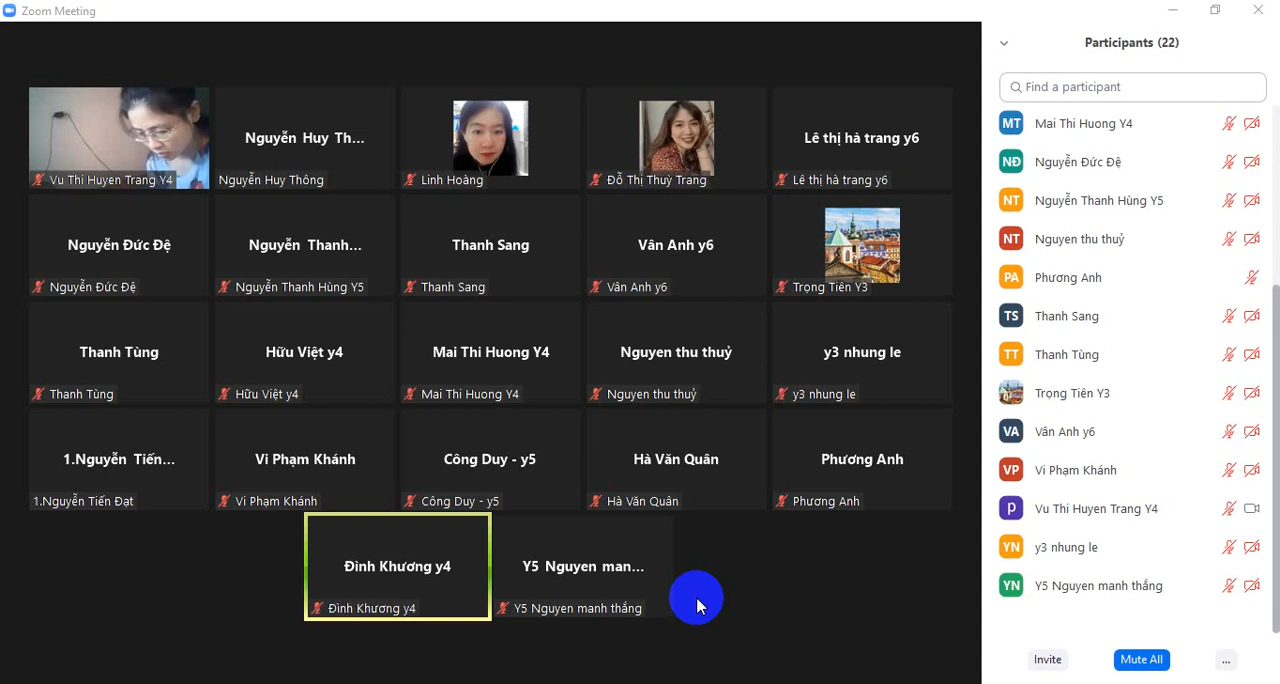 Zoom Meeting
Vu Thi Huyen Trang Y4
Nguyễn Huy Th...
Nguyễn Huy Thông
Linh Hoàng
Đỗ Thị Thuỳ Trang
Lê thị hà trang y6
Lê thị hà trang y6
Nguyễn Đức Đệ
Nguyễn Đức Đệ
Nguyễn Thanh...
Nguyễn Thanh Hùng Y5
Thanh Sang
Thanh Sang
Vân Anh y6
Vân Anh y6
Trọng Tiên Y3
Thanh Tùng
Thanh Tùng
Hữu Việt y4
Hữu Việt y4
Mai Thi Huong Y4
Mai Thi Huong Y4
Nguyen thu thuỷ
Nguyen thu thuỷ
y3 nhung le
y3 nhung le
1.Nguyễn Tiến...
1.Nguyễn Tiến Đạt
Vi Phạm Khánh
Vi Phạm Khánh
Công Duy - y5
Công Duy - y5
Hà Văn Quân
Hà Văn Quân
Phương Anh
Phương Anh
Đình Khương y4
Đình Khương y4
Y5 Nguyen man...
Y5 Nguyen manh thắng
Participants (22)
Find a participant
MT Mai Thi Huong Y4
NĐ Nguyễn Đức Đệ
NT Nguyễn Thanh Hùng Y5
NT Nguyen thu thuỷ
PA Phương Anh
TS Thanh Sang
TT Thanh Tùng
Trọng Tiên Y3
VA Vân Anh y6
VP Vi Phạm Khánh
p Vu Thi Huyen Trang Y4
YN y3 nhung le
YN Y5 Nguyen manh thắng
Invite
Mute All
...